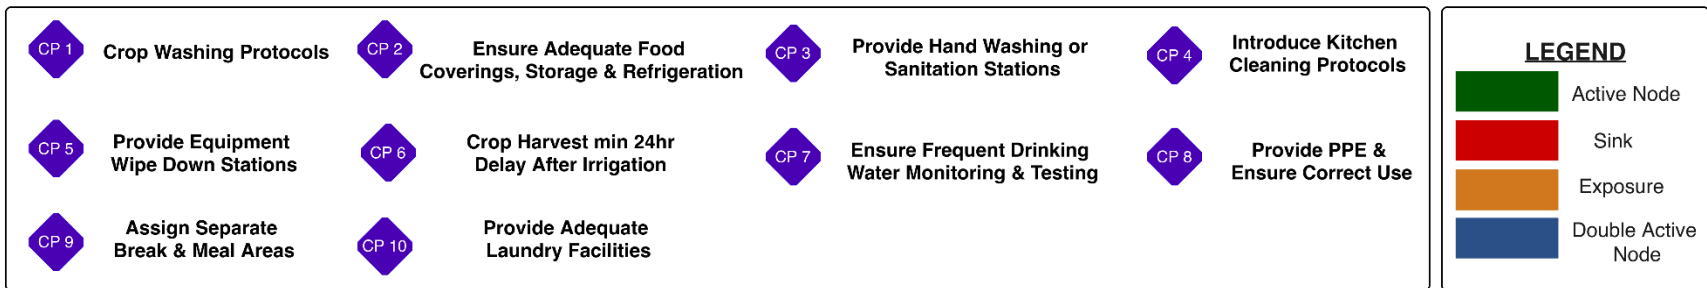 CP 1
Crop Washing Protocols
CP 2
Ensure Adequate Food
Coverings, Storage & Refrigeration
CP 3
Provide Hand Washing or
Sanitation Stations
CP 4
Introduce Kitchen
Cleaning Protocols
CP 5
Provide Equipment
Wipe Down Stations
CP 6
Crop Harvest min 24hr
Delay After Irrigation
CP 7
Ensure Frequent Drinking
Water Monitoring & Testing
CP 8
Provide PPE &
Ensure Correct Use
CP 9
Assign Separate
Break & Meal Areas
CP 10
Provide Adequate
Laundry Facilities
LEGEND
Active Node
Sink
Exposure
Double Active
Node